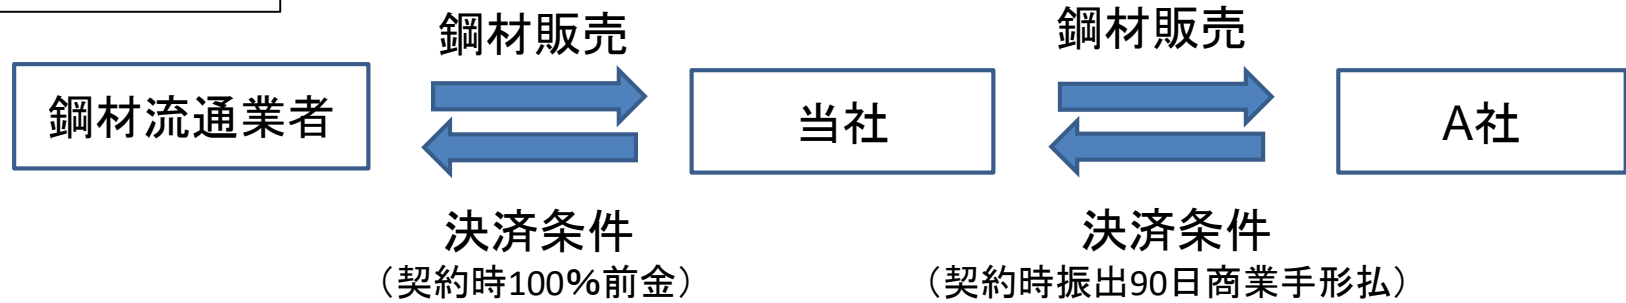 鋼材販売
鋼材販売
鋼材流通業者
当社
A社
決済条件
(契約時100%前金)
決済条件
(契約時振出90日商業手形払)